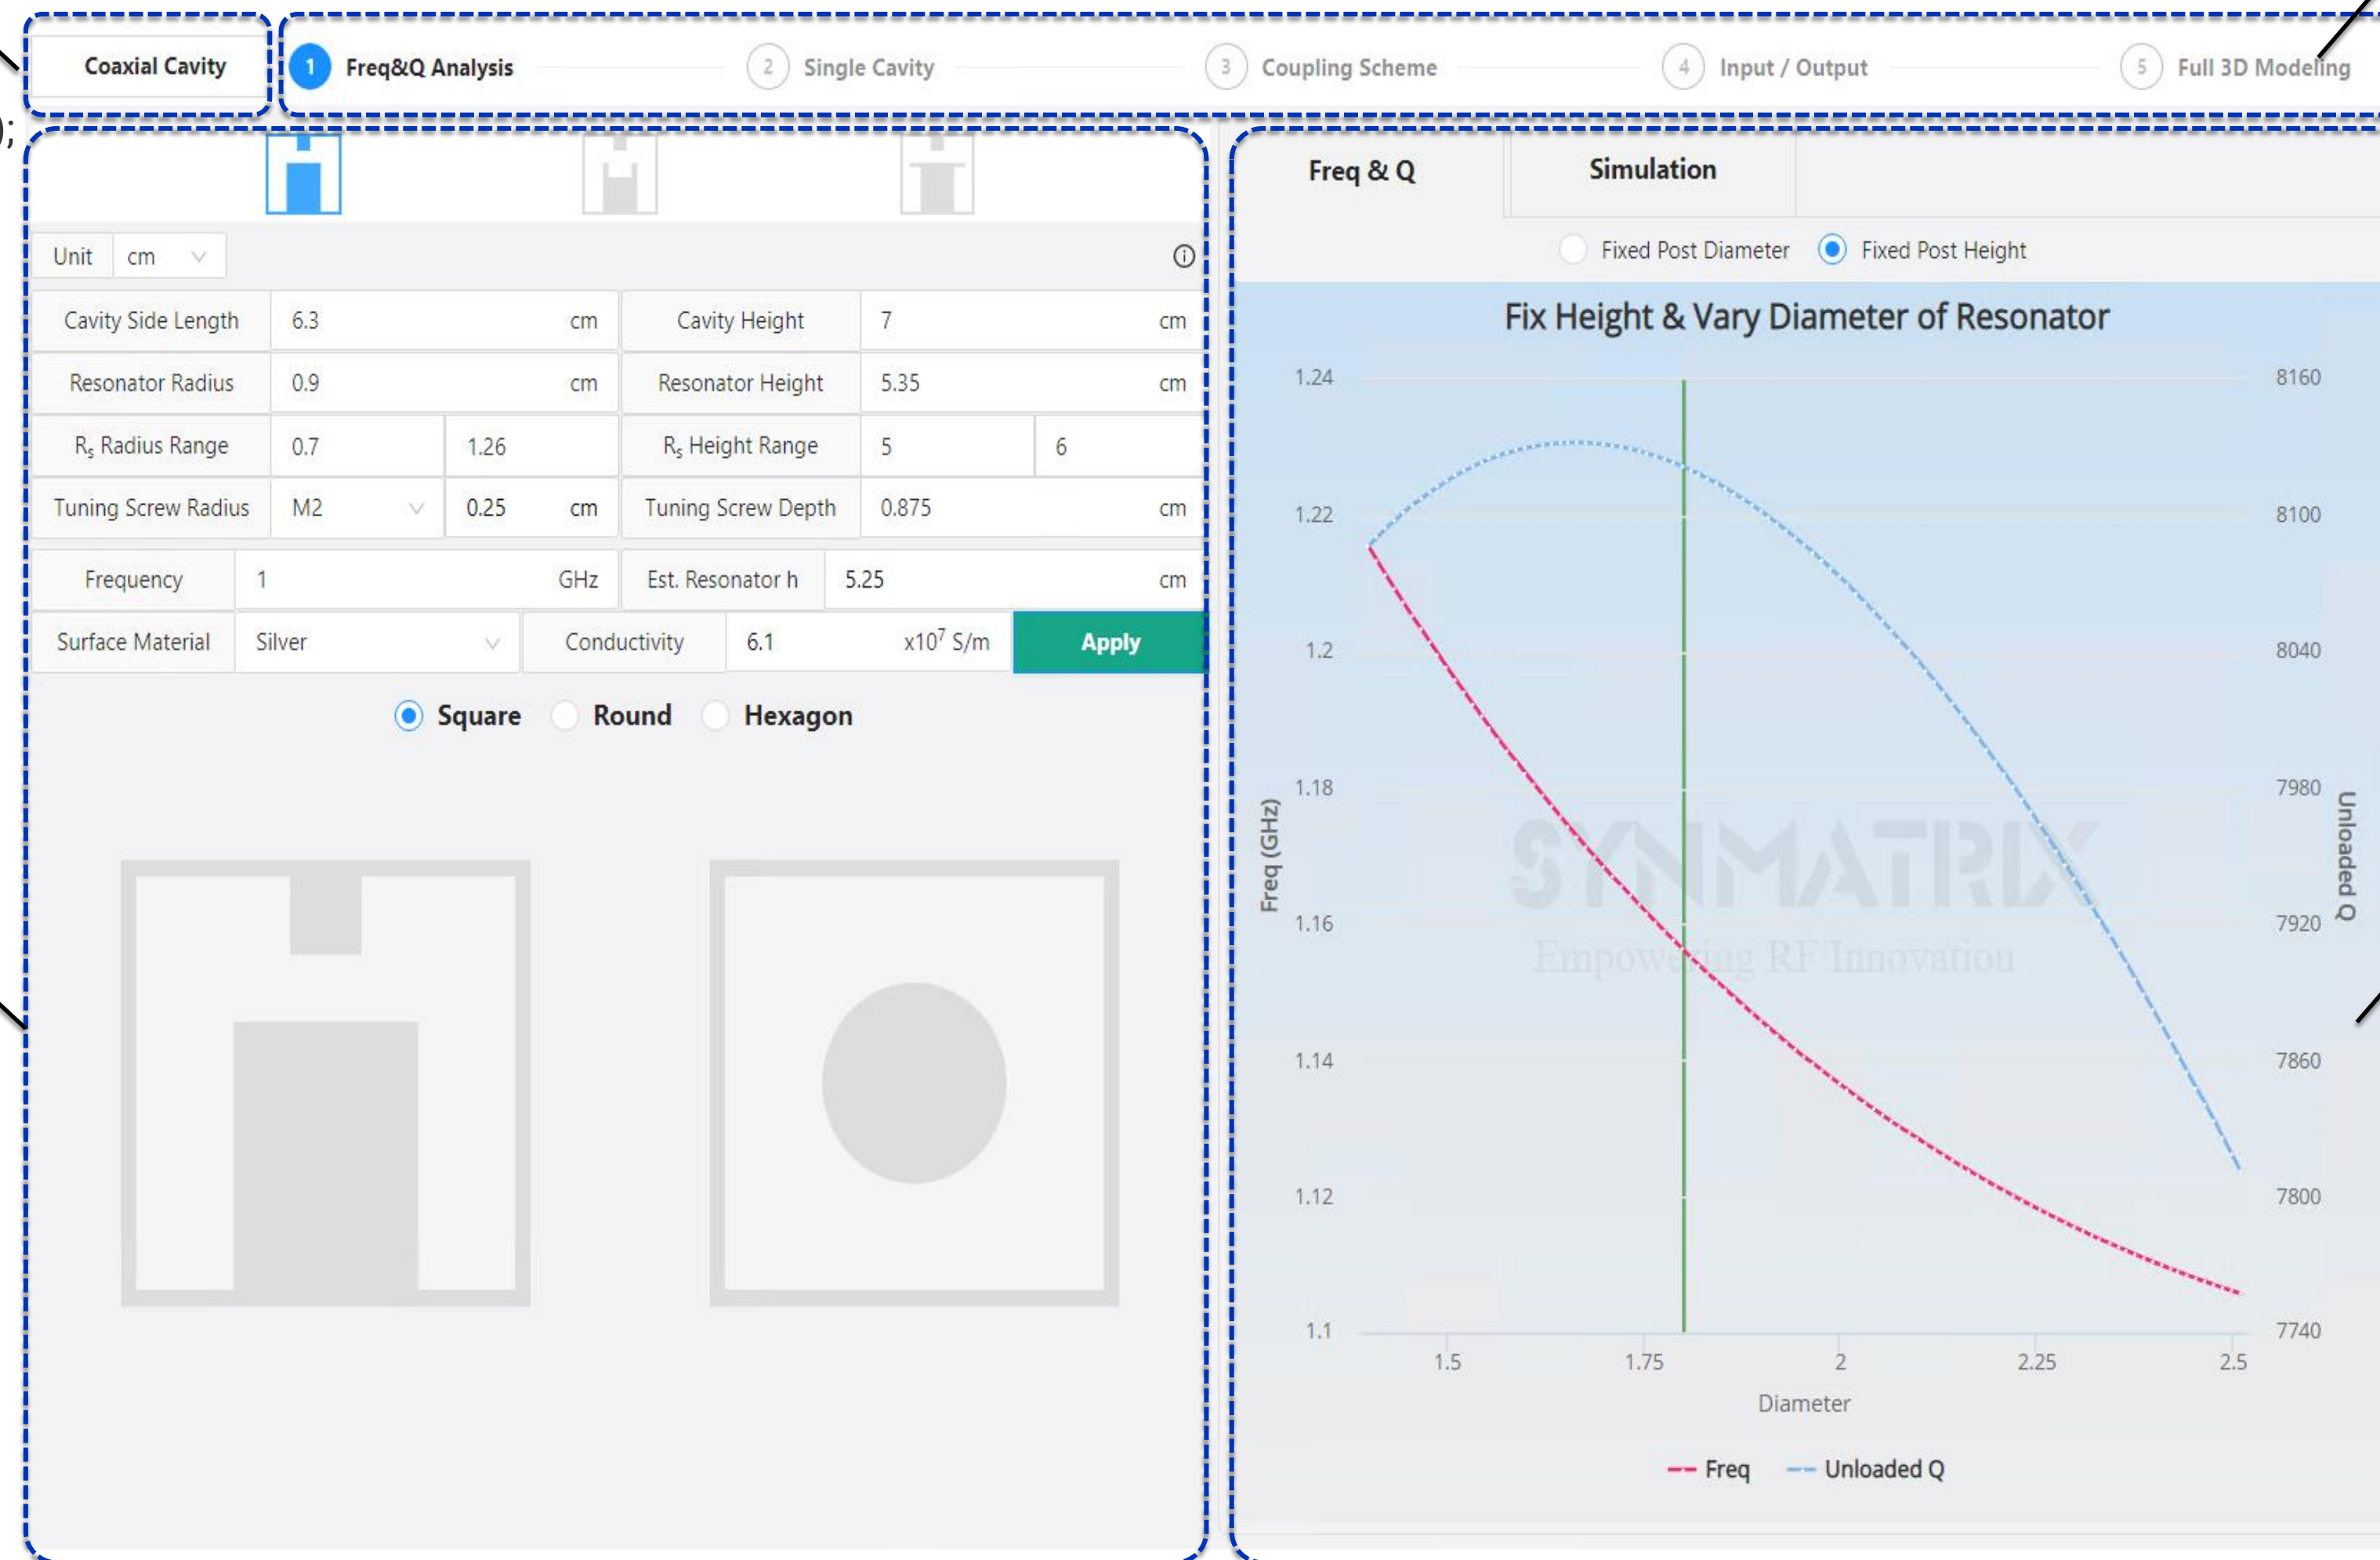 Coaxial Cavity 1 Freq&Q Analysis 2 Single Cavity 3 Coupling Scheme 4 Input / Output 5 Full 3D Modeling
);
Unit cm
Cavity Side Length 6.3 cm Cavity Height 7 cm
Resonator Radius 0.9 cm Resonator Height 5.35 cm
Rs Radius Range 0.7 1.26 Rs Height Range 5 6
Tuning Screw Radius M2 0.25 cm Tuning Screw Depth 0.875 cm
Frequency 1 GHz Est. Resonator h 5.25 cm
Surface Material Silver Conductivity 6.1 x10⁷ S/m Apply
Square Round Hexagon
Freq & Q Simulation
Fixed Post Diameter Fixed Post Height
Fix Height & Vary Diameter of Resonator
1.24 8160
1.22 8100
1.2 8040
1.18 7980
1.16 7920
1.14 7860
1.12 7800
1.1 7740
Freq (GHz)
Unloaded Q
SYNMATRIX
Empowering RF Innovation
1.5 1.75 2 2.25 2.5
Diameter
Freq Unloaded Q